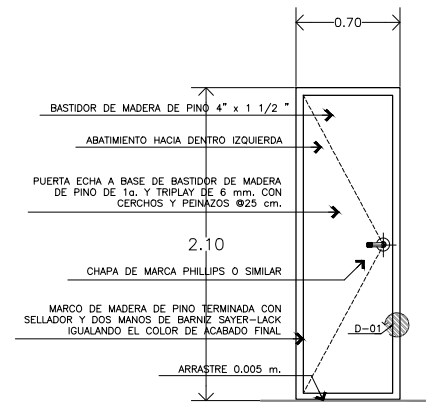 0.70
BASTIDOR DE MADERA DE PINO 4" x 1 1/2 "
ABATIMIENTO HACIA DENTRO IZQUIERDA
PUERTA ECHA A BASE DE BASTIDOR DE MADERA
DE PINO DE 1a. Y TRIPLAY DE 6 mm. CON
CERCHOS Y PEINAZOS @25 cm.
2.10
CHAPA DE MARCA PHILLIPS O SIMILAR
MARCO DE MADERA DE PINO TERMINADA CON
SELLADOR Y DOS MANOS DE BARNIZ SAYER-LACK
IGUALANDO EL COLOR DE ACABADO FINAL
D-01
ARRASTRE 0.005 m.